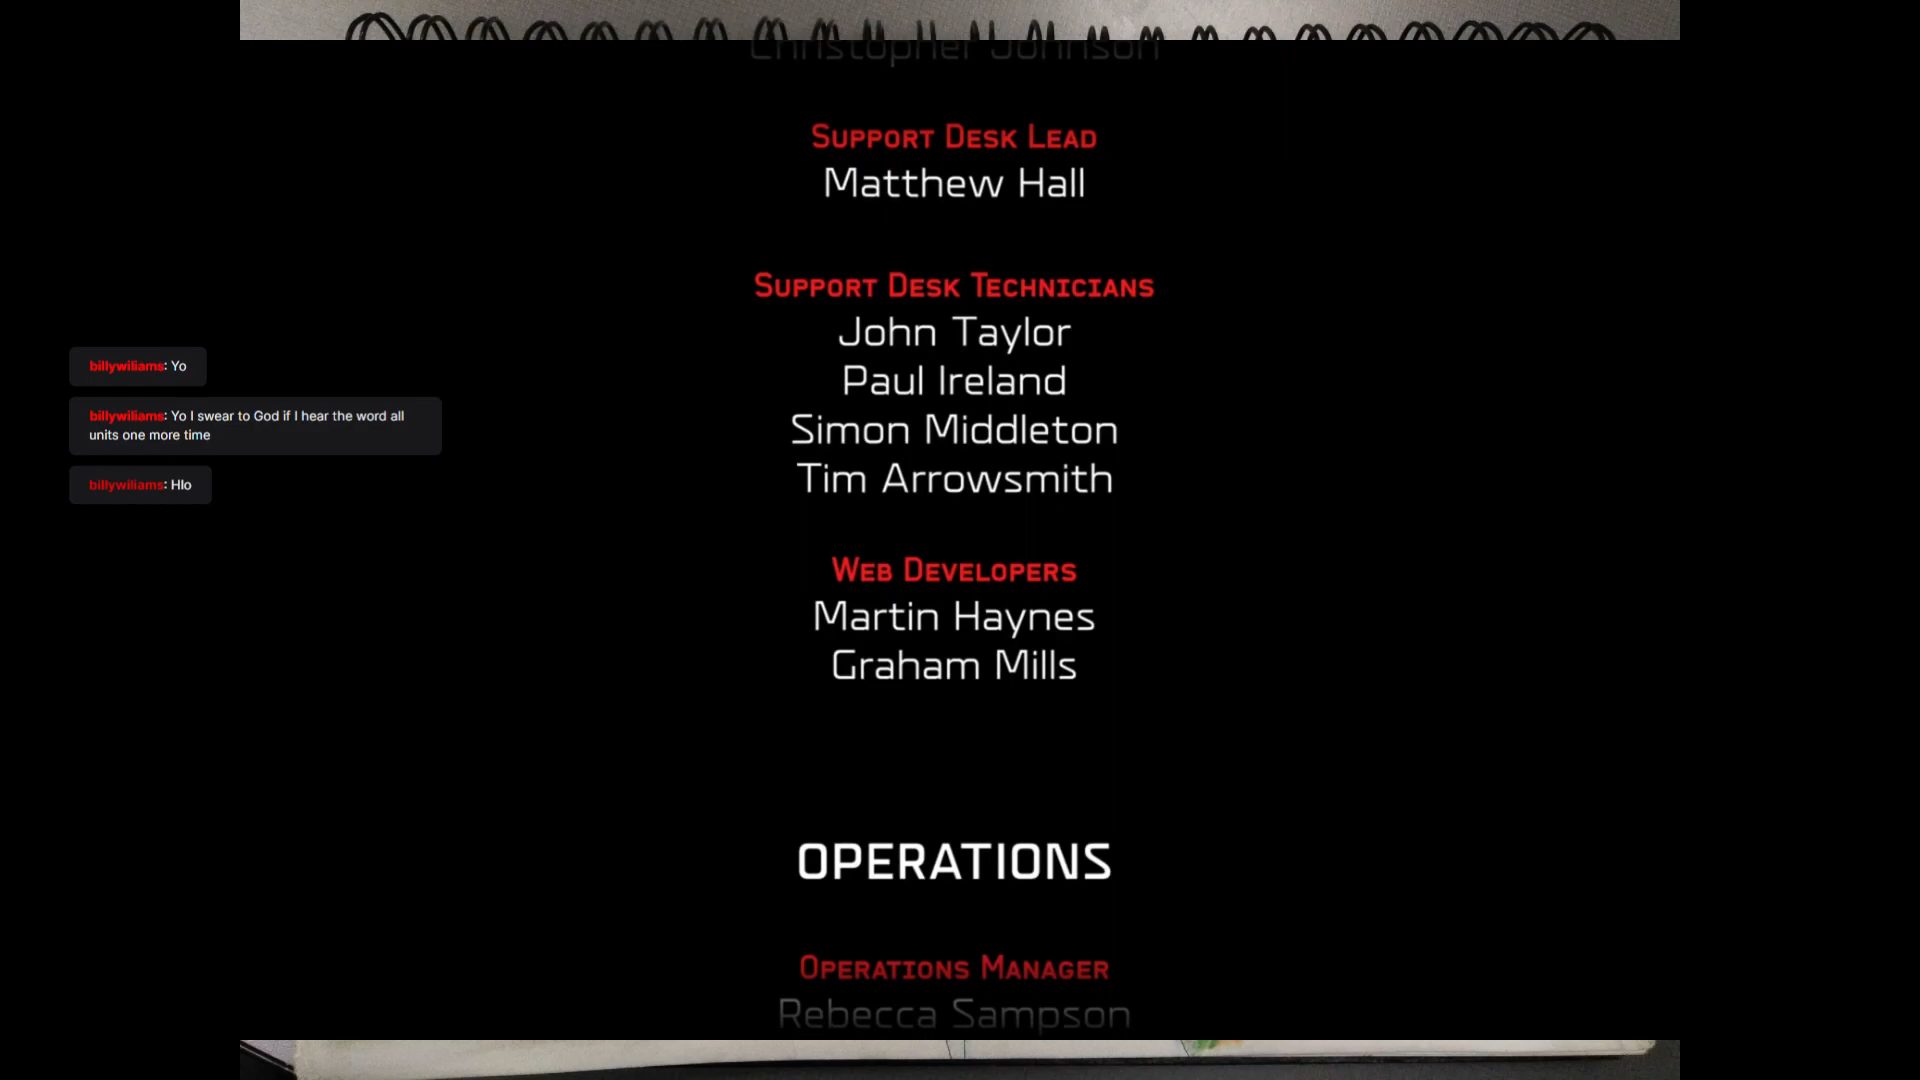 Christopher Johnson
Support Desk Lead
Matthew Hall
Support Desk Technicians
John Taylor
Paul Ireland
Simon Middleton
Tim Arrowsmith
Web Developers
Martin Haynes
Graham Mills
OPERATIONS
Operations Manager
Rebecca Sampson
billywiliams: Yo
billywiliams: Yo I swear to God if I hear the word all
units one more time
billywiliams: Hlo